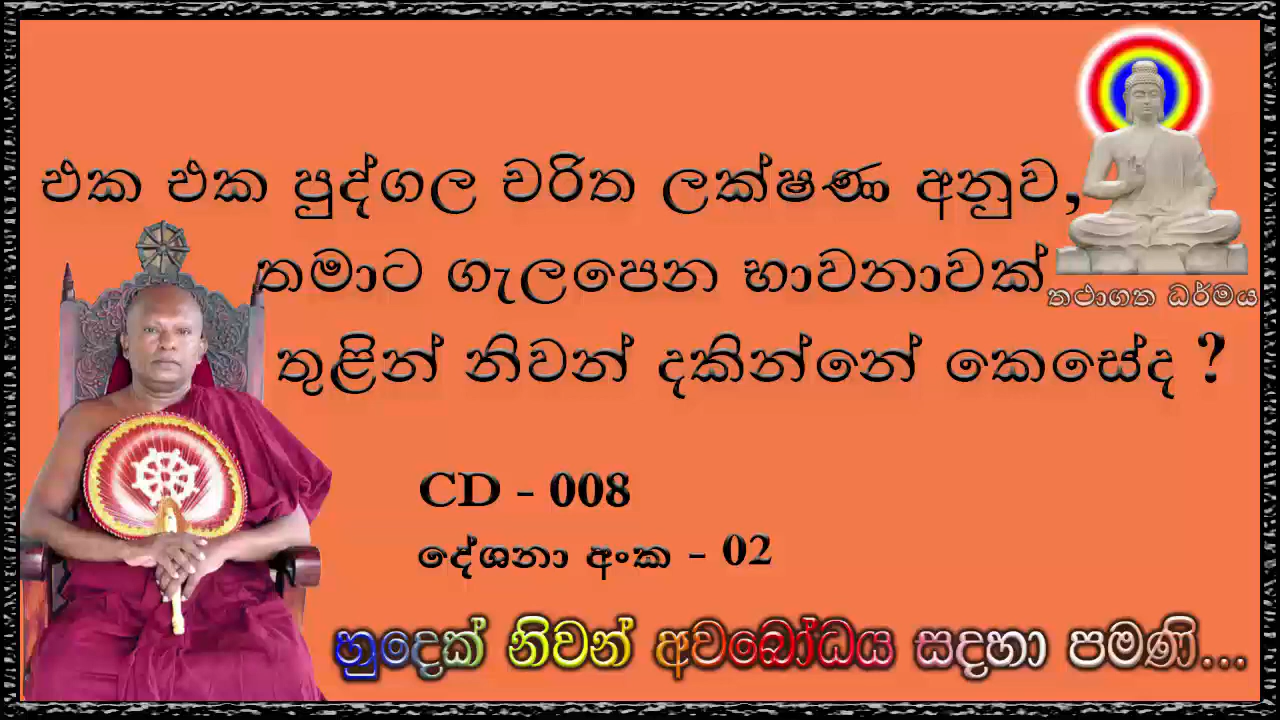 එක එක පුද්ගල චරිත ලක්ෂණ අනුව,
තමාට ගැලපෙන භාවනාවක්
තථාගත ධර්මය
තුළින් නිවන් දකින්නේ කෙසේද ?
CD - 008
දේශනා අංක - 02
හුදෙක් නිවන් අවබෝධය සදහා පමණි...